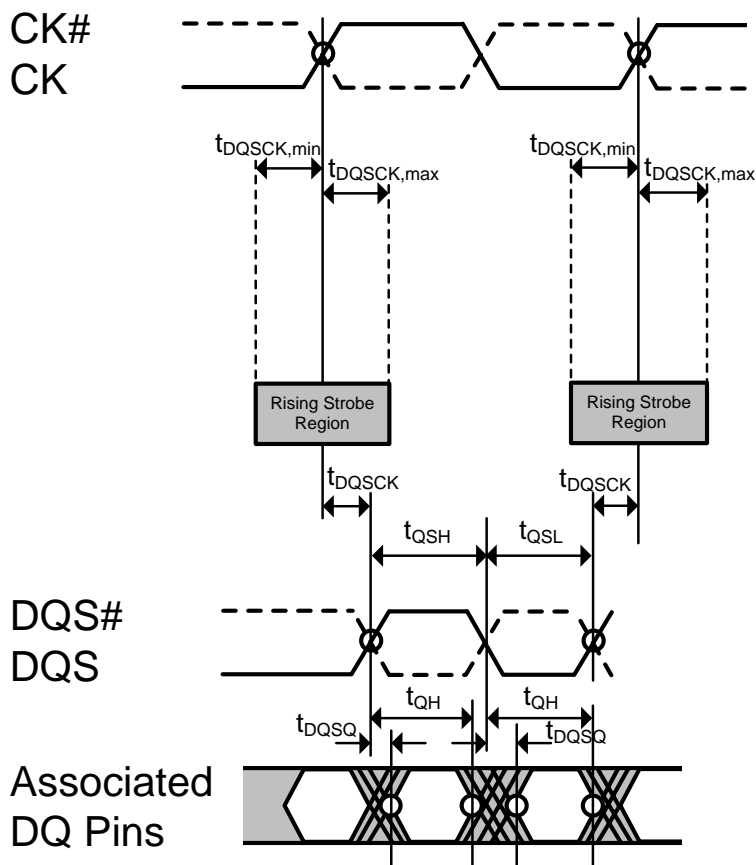 CK#
CK
tDQSCK,min
tDQSCK,max
tDQSCK,min
tDQSCK,max
Rising Strobe
Region
Rising Strobe
Region
tDQSCK
tDQSCK
tQSH
tQSL
DQS#
DQS
tQH
tQH
tDQSQ
tDQSQ
Associated
DQ Pins